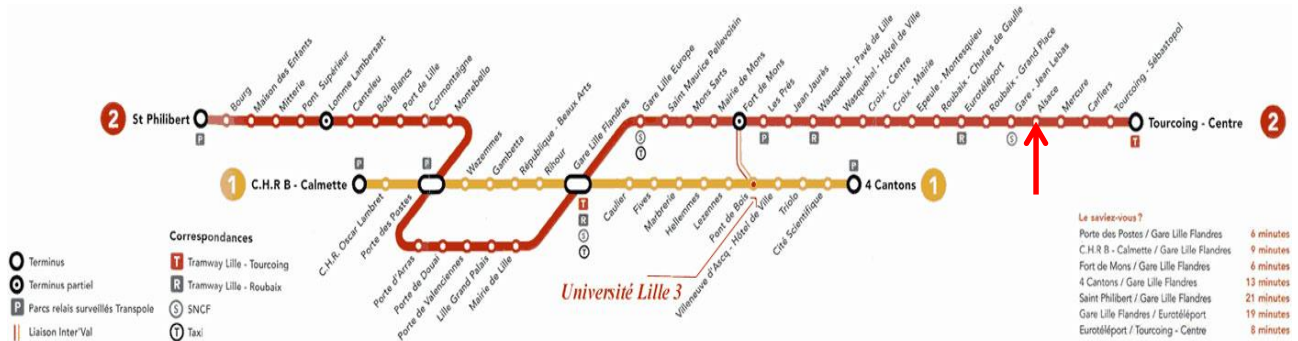 2
St Philibert
P
Bourg
Maison des Enfants
Mitterie
Pont Supérieur
Lomme Lambersart
Canteleu
Bois Blancs
Port de Lille
Cormontaigne
Montebello
Gare Lille Europe
S
T
Saint Maurice Pellevoisin
Mons Sarts
Mairie de Mons
Fort de Mons
Les Prés
P
Jean Jaurès
Wasquehal - Pavé de Lille
R
Wasquehal - Hôtel de Ville
Croix - Centre
Croix - Mairie
Epeule - Montesquieu
Roubaix - Charles de Gaulle
Eurotéléport
R
Roubaix - Grand Place
Gare - Jean Lebas
S
Alsace
Mercure
Carliers
Tourcoing - Sébastopol
Tourcoing - Centre
T
2
1
C.H.R B - Calmette
P
C.H.R. Oscar Lambret
Porte des Postes
P
Wazemmes
Gambetta
République - Beaux Arts
Rihour
Gare Lille Flandres
T
R
S
T
Caulier
Fives
Marbrerie
Hellemmes
Lezennes
Pont de Bois
Villeneuve d'Ascq - Hôtel de Ville
Triolo
Cité Scientifique
P
4 Cantons
1
Porte d'Arras
Porte de Douai
Porte de Valenciennes
Lille Grand Palais
Mairie de Lille
Université Lille 3
Terminus
Terminus partiel
P Parcs relais surveillés Transpole
Liaison Inter'Val
Correspondances
T Tramway Lille - Tourcoing
R Tramway Lille - Roubaix
S SNCF
T Taxi
Le saviez-vous ?
Porte des Postes / Gare Lille Flandres 6 minutes
C.H.R B - Calmette / Gare Lille Flandres 9 minutes
Fort de Mons / Gare Lille Flandres 6 minutes
4 Cantons / Gare Lille Flandres 13 minutes
Saint Philibert / Gare Lille Flandres 21 minutes
Gare Lille Flandres / Eurotéléport 19 minutes
Eurotéléport / Tourcoing - Centre 8 minutes